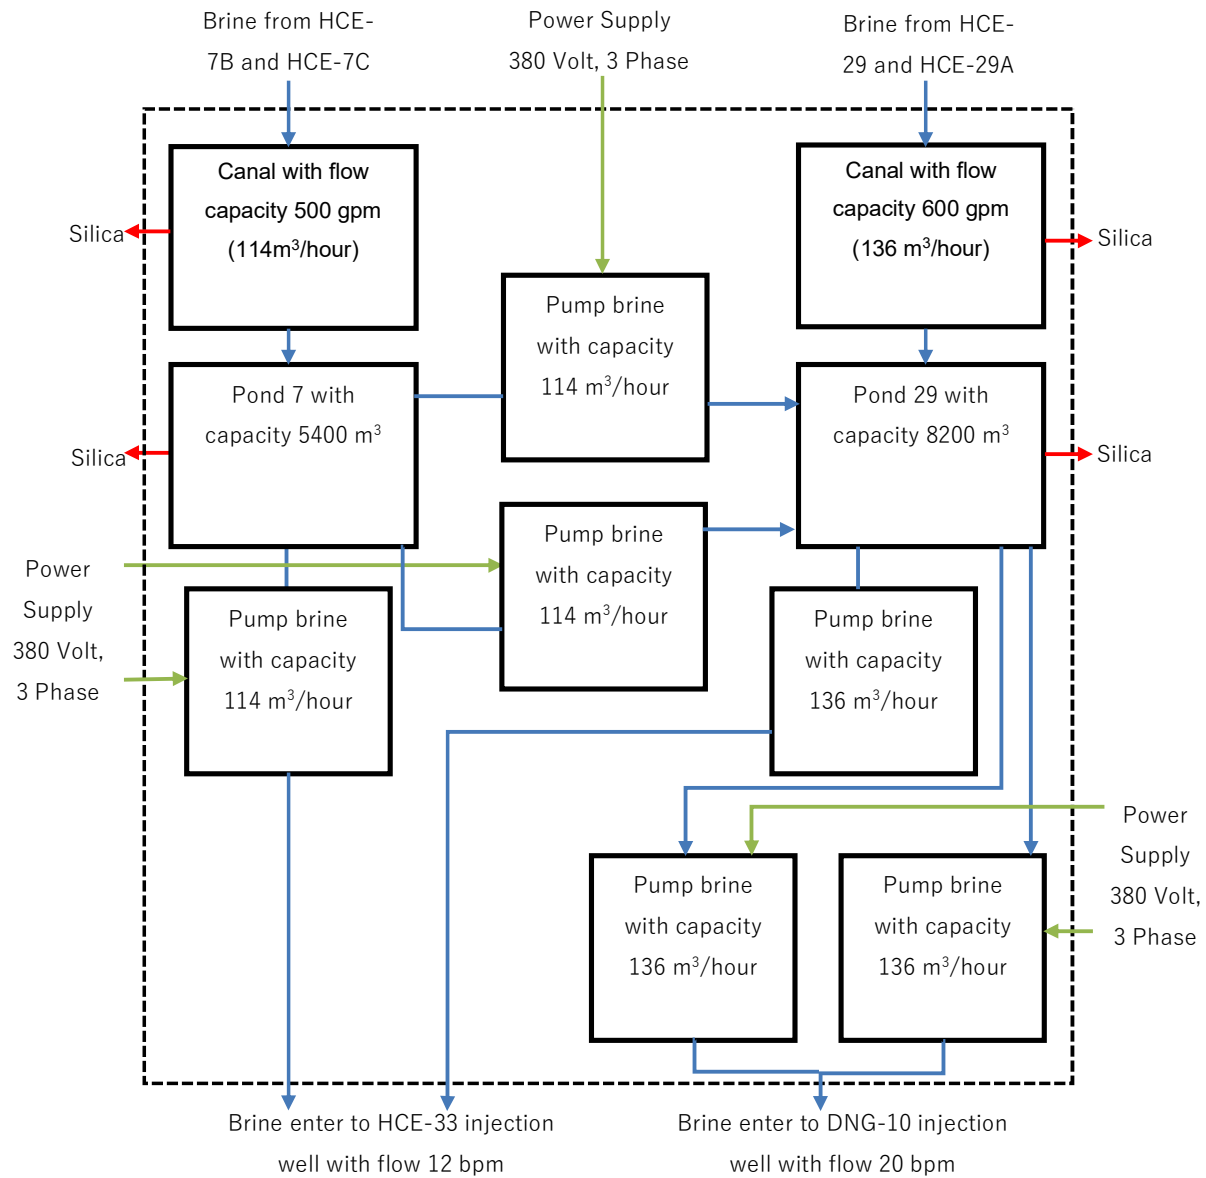 Brine from HCE-
7B and HCE-7C
Power Supply
380 Volt, 3 Phase
Brine from HCE-
29 and HCE-29A
Canal with flow
capacity 500 gpm
(114m³/hour)
Silica
Canal with flow
capacity 600 gpm
(136 m³/hour)
Silica
Pump brine
with capacity
114 m³/hour
Pond 7 with
capacity 5400 m³
Silica
Pond 29 with
capacity 8200 m³
Silica
Pump brine
with capacity
114 m³/hour
Power
Supply
380 Volt,
3 Phase
Pump brine
with capacity
114 m³/hour
Pump brine
with capacity
136 m³/hour
Power
Supply
380 Volt,
3 Phase
Pump brine
with capacity
136 m³/hour
Pump brine
with capacity
136 m³/hour
Brine enter to HCE-33 injection
well with flow 12 bpm
Brine enter to DNG-10 injection
well with flow 20 bpm